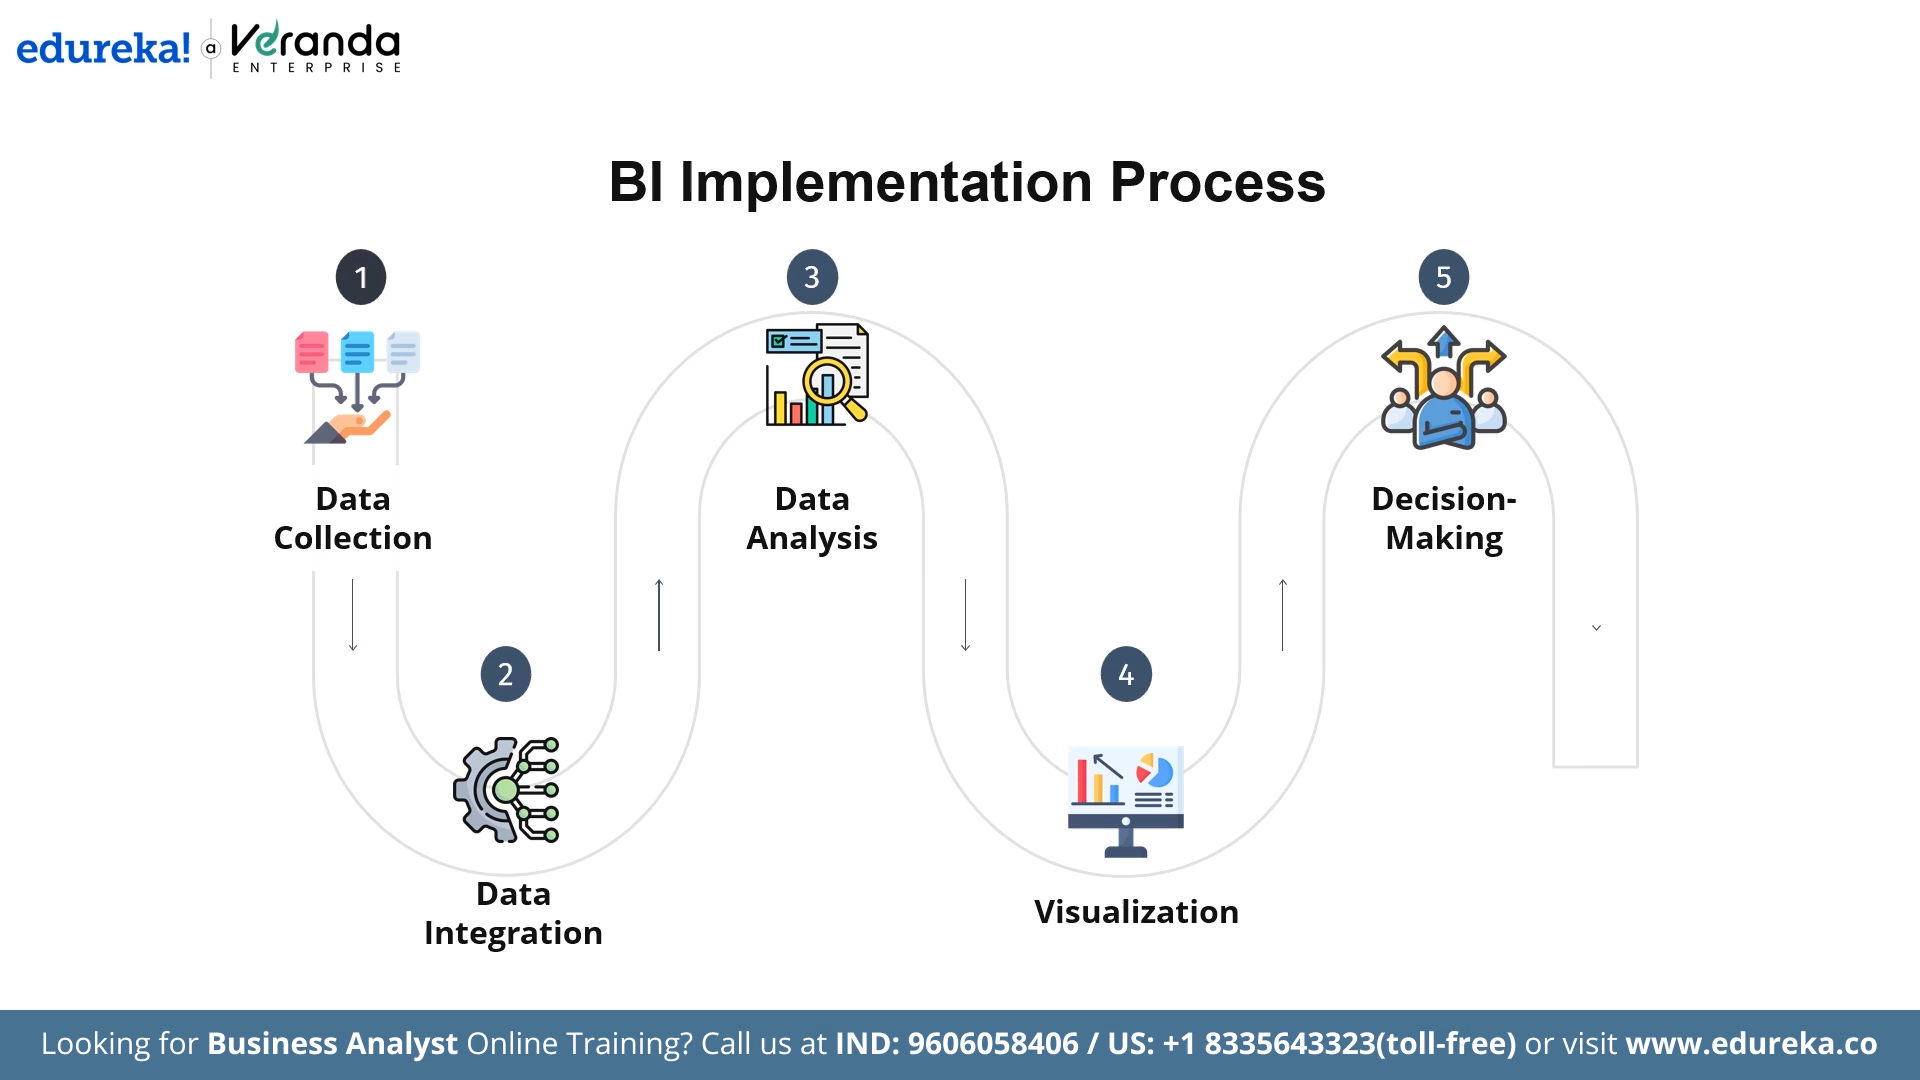 edureka! a Veranda
ENTERPRISE
BI Implementation Process
1
Data
Collection
2
Data
Integration
3
Data
Analysis
4
Visualization
5
Decision-
Making
Looking for Business Analyst Online Training? Call us at IND: 9606058406 / US: +1 8335643323(toll-free) or visit www.edureka.co